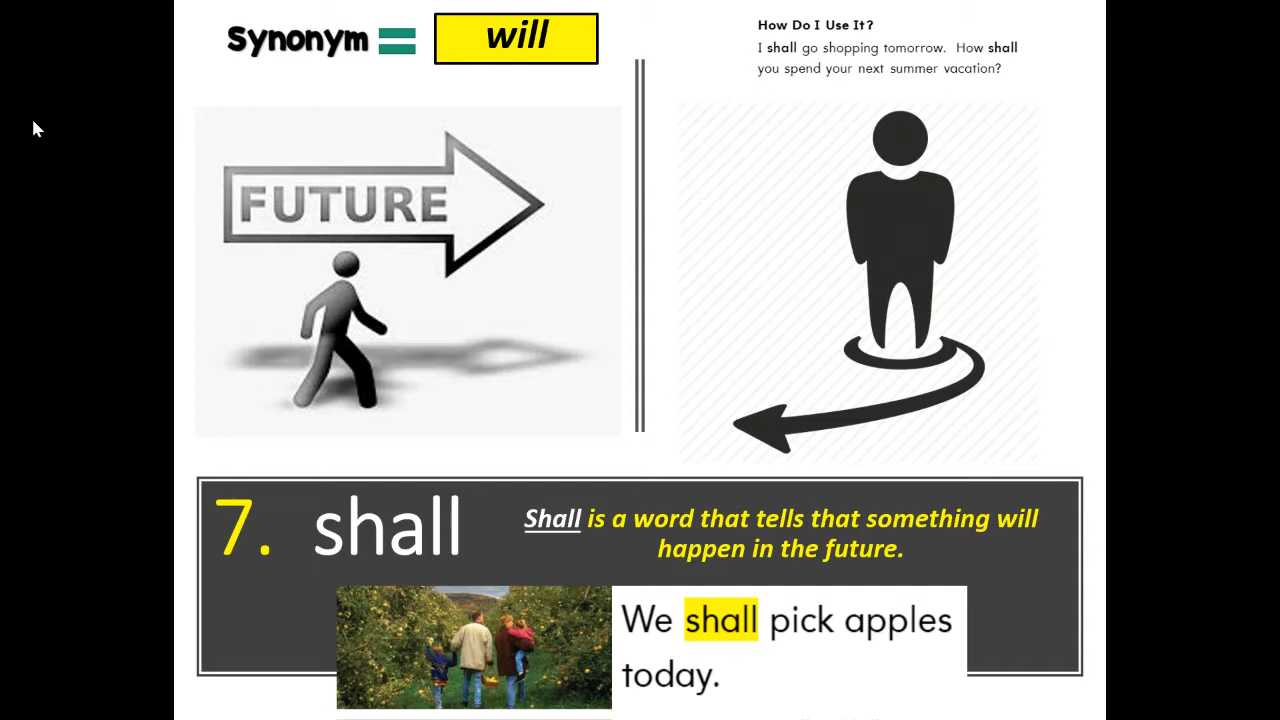 Synonym = will
How Do I Use It?
I shall go shopping tomorrow. How shall
you spend your next summer vacation?
FUTURE
7. shall
Shall is a word that tells that something will
happen in the future.
We shall pick apples
today.